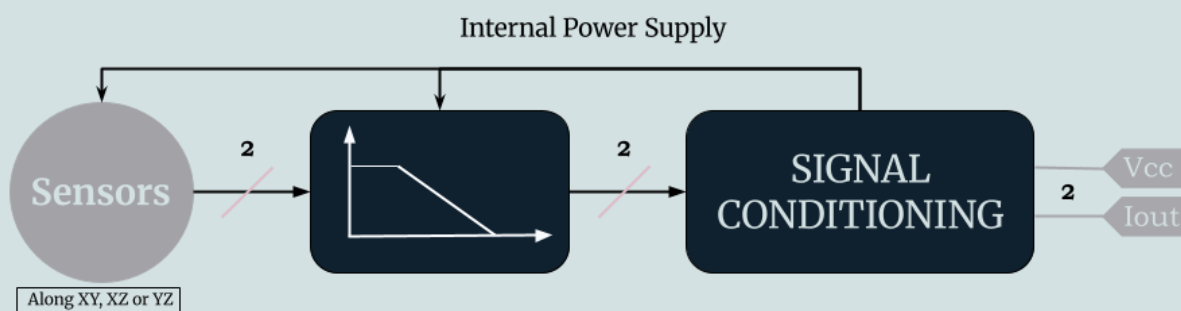 Internal Power Supply
Sensors
2
2
SIGNAL
CONDITIONING
2
Vcc
Iout
Along XY, XZ or YZ